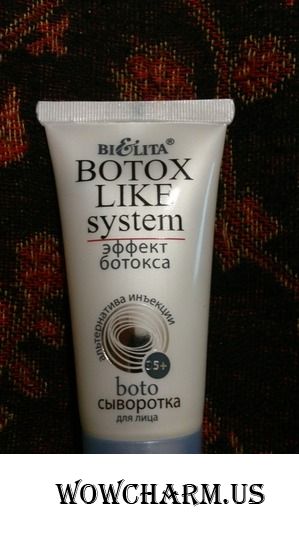 BIELITA®
BOTOX
LIKE
system
эффект
ботокса
альтернатива инъекции
35+
boto
сыворотка
для лица
WOWCHARM.US